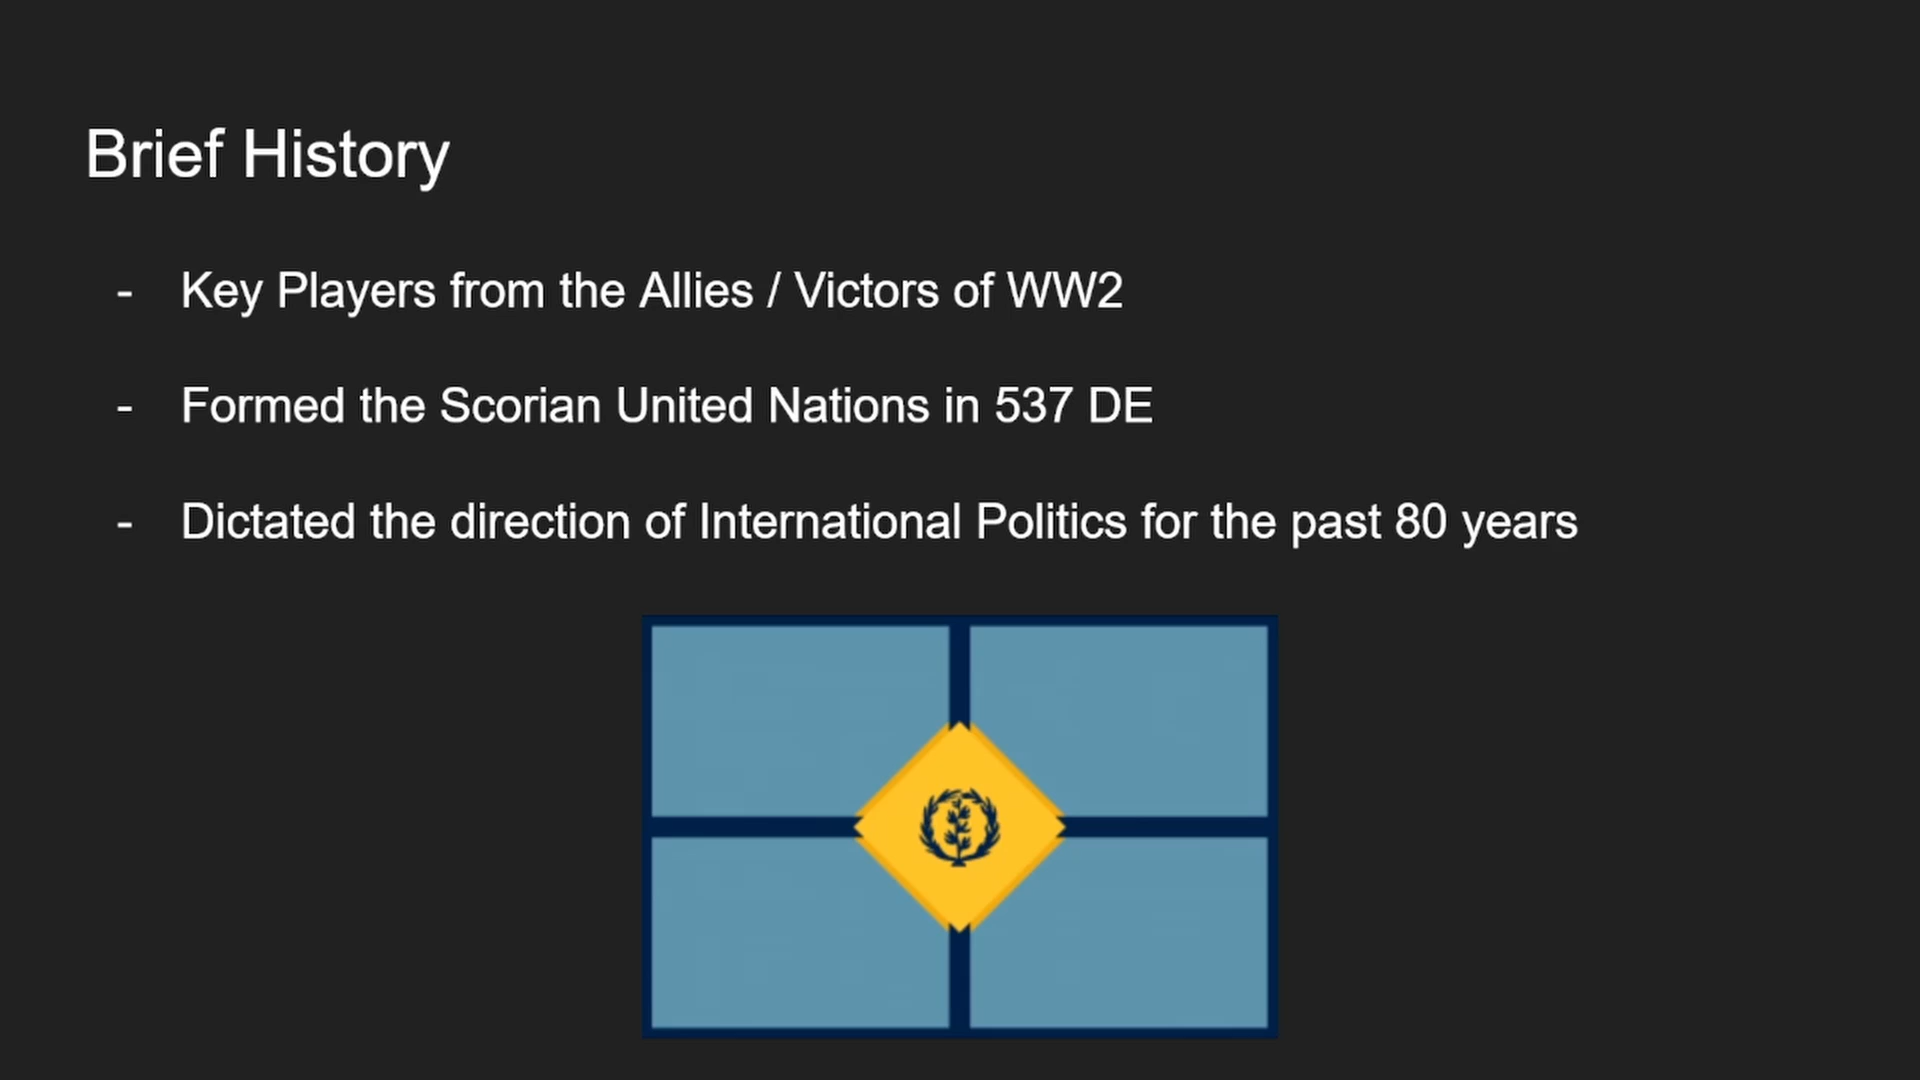 Brief History
- Key Players from the Allies / Victors of WW2
- Formed the Scorian United Nations in 537 DE
- Dictated the direction of International Politics for the past 80 years